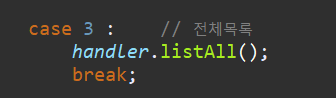 case 3 :    // 전체목록
handler.listAll();
break;